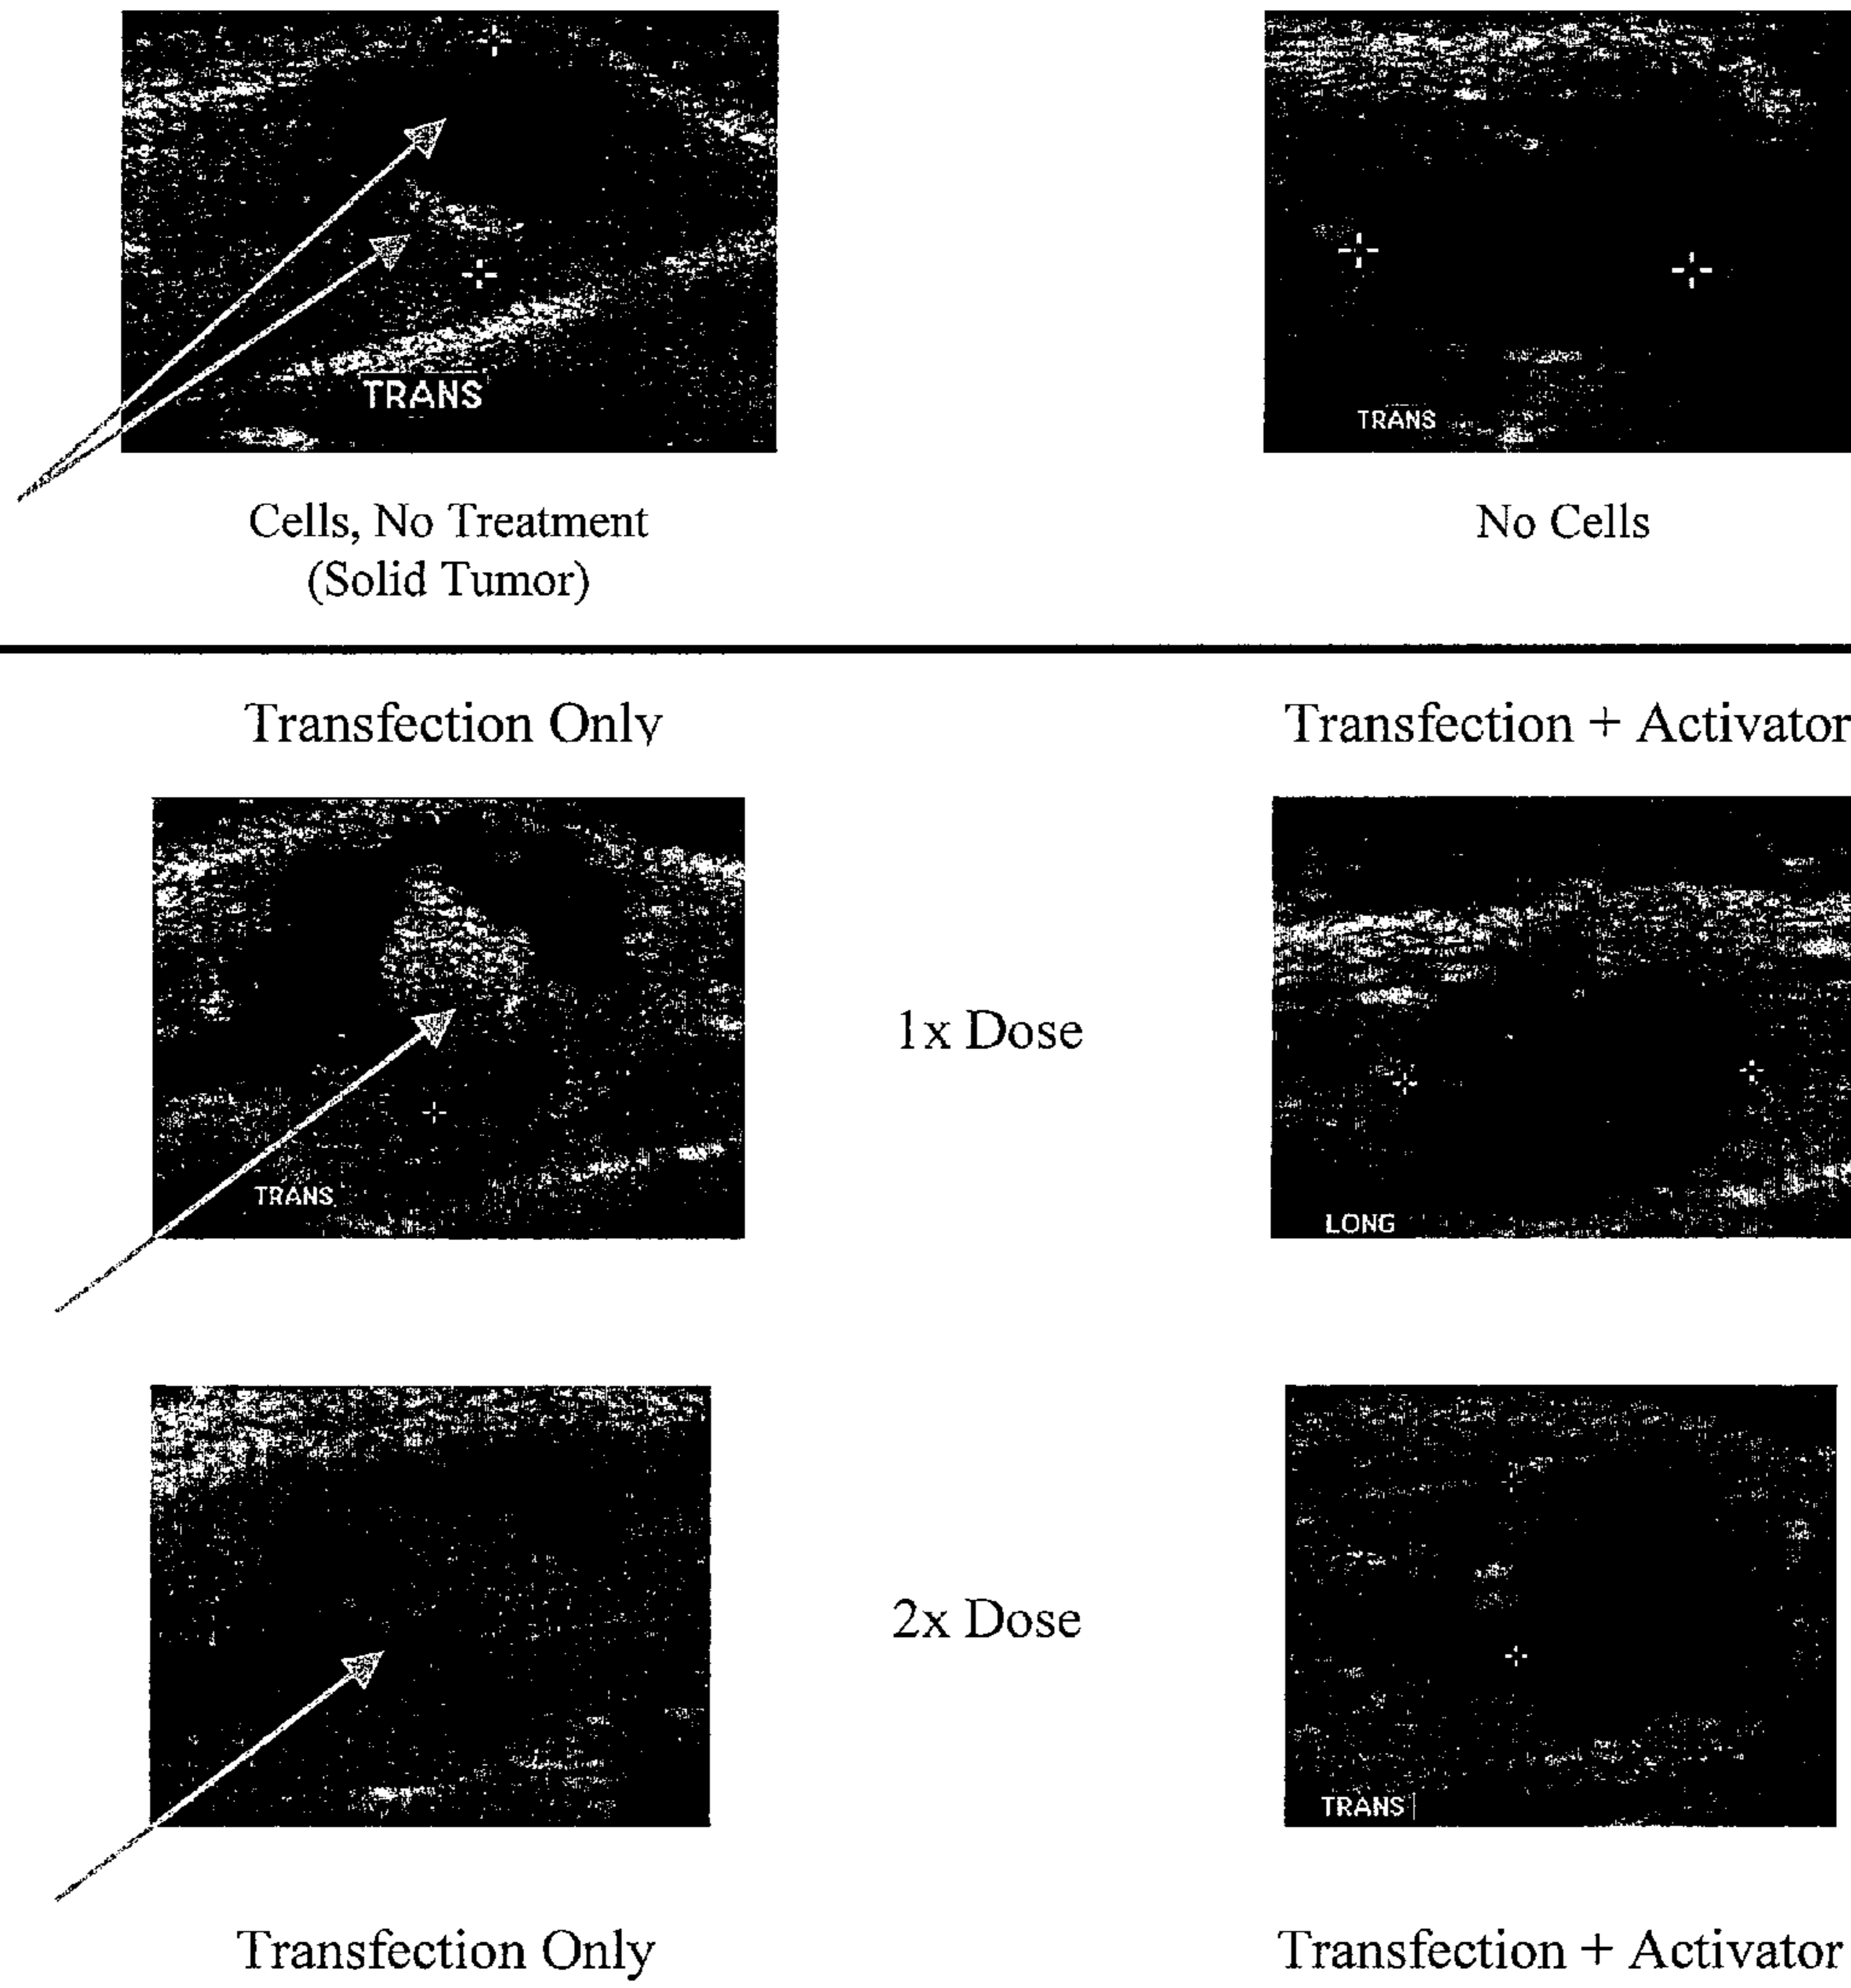 TRANS
TRANS
Cells, No Treatment
(Solid Tumor)
No Cells
Transfection Only
Transfection + Activator
1x Dose
TRANS
LONG
2x Dose
TRANS
Transfection Only
Transfection + Activator